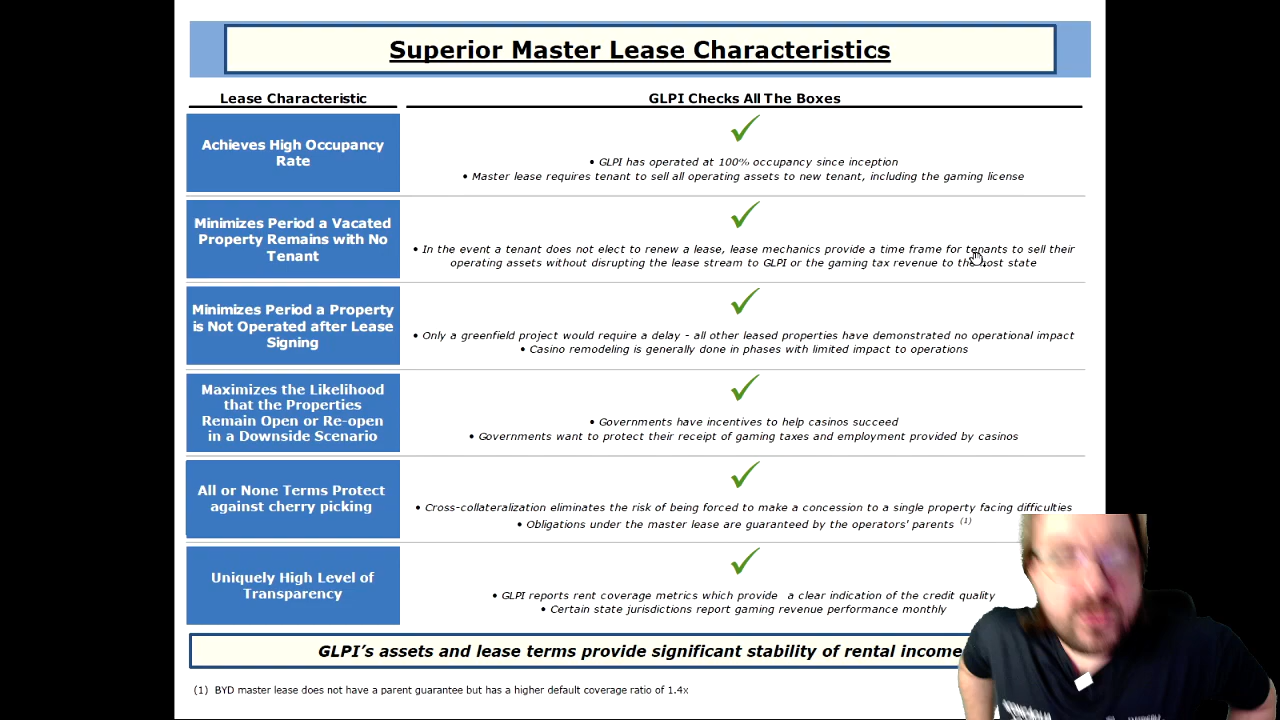 Superior Master Lease Characteristics
Lease Characteristic
GLPI Checks All The Boxes
Achieves High Occupancy
Rate
• GLPI has operated at 100% occupancy since inception
• Master lease requires tenant to sell all operating assets to new tenant, including the gaming license
Minimizes Period a Vacated
Property Remains with No
Tenant
• In the event a tenant does not elect to renew a lease, lease mechanics provide a time frame for tenants to sell their
operating assets without disrupting the lease stream to GLPI or the gaming tax revenue to the host state
Minimizes Period a Property
is Not Operated after Lease
Signing
• Only a greenfield project would require a delay - all other leased properties have demonstrated no operational impact
• Casino remodeling is generally done in phases with limited impact to operations
Maximizes the Likelihood
that the Properties
Remain Open or Re-open
in a Downside Scenario
• Governments have incentives to help casinos succeed
• Governments want to protect their receipt of gaming taxes and employment provided by casinos
All or None Terms Protect
against cherry picking
• Cross-collateralization eliminates the risk of being forced to make a concession to a single property facing difficulties
• Obligations under the master lease are guaranteed by the operators' parents (1)
Uniquely High Level of
Transparency
• GLPI reports rent coverage metrics which provide a clear indication of the credit quality
• Certain state jurisdictions report gaming revenue performance monthly
GLPI's assets and lease terms provide significant stability of rental income
(1) BYD master lease does not have a parent guarantee but has a higher default coverage ratio of 1.4x